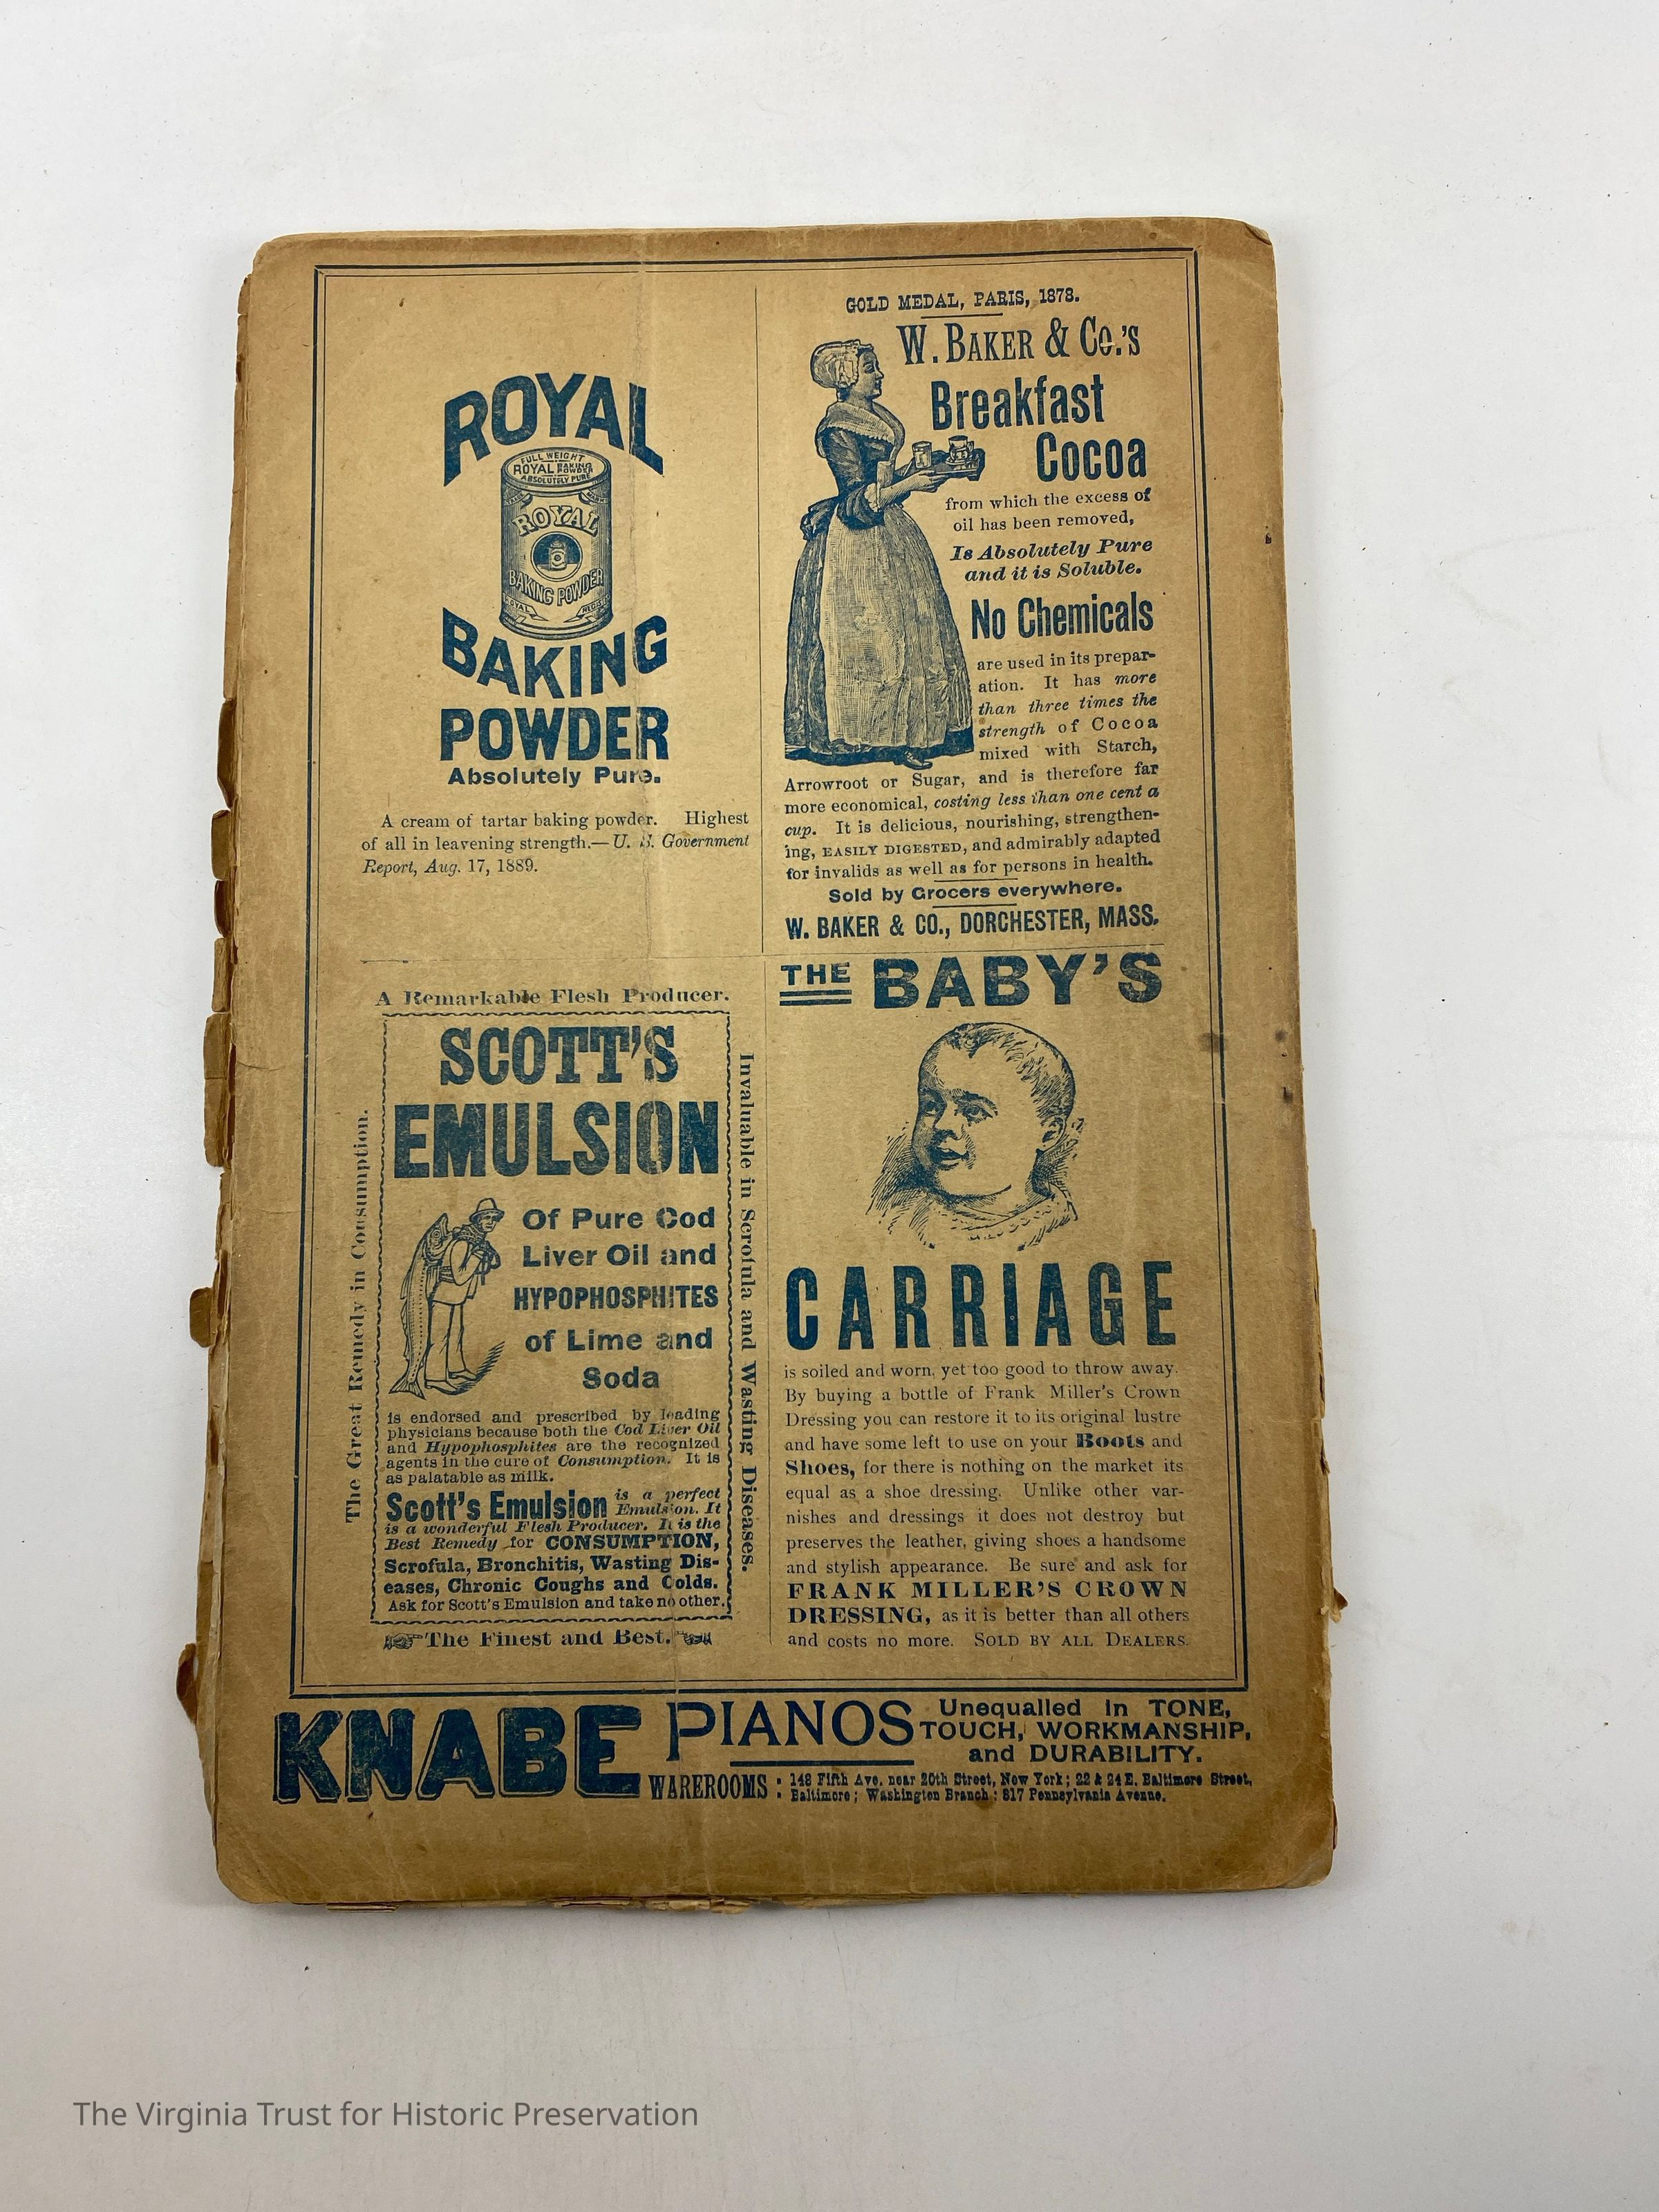 ROYAL
FULL WEIGHT
ROYAL BAKING POWDER
ABSOLUTELY PURE
ROYAL
BAKING POWDER
ROYAL
BAKING
POWDER
Absolutely Pure.
A cream of tartar baking powder. Highest
of all in leavening strength.—U. S. Government
Report, Aug. 17, 1889.
GOLD MEDAL, PARIS, 1878.
W. BAKER & CO.'S
Breakfast
Cocoa
from which the excess of
oil has been removed,
Is Absolutely Pure
and it is Soluble.
No Chemicals
are used in its prepar-
ation. It has more
than three times the
strength of Cocoa
mixed with Starch,
Arrowroot or Sugar, and is therefore far
more economical, costing less than one cent a
cup. It is delicious, nourishing, strengthen-
ing, EASILY DIGESTED, and admirably adapted
for invalids as well as for persons in health.
Sold by Grocers everywhere.
W. BAKER & CO., DORCHESTER, MASS.
A Remarkable Flesh Producer.
The Great Remedy in Consumption.
SCOTT'S
EMULSION
Of Pure Cod
Liver Oil and
HYPOPHOSPHITES
of Lime and
Soda
is endorsed and prescribed by leading
physicians because both the Cod Liver Oil
and Hypophosphites are the recognized
agents in the cure of Consumption. It is
as palatable as milk.
Scott's Emulsion is a perfect
Emulsion. It
is a wonderful Flesh Producer. It is the
Best Remedy for CONSUMPTION,
Scrofula, Bronchitis, Wasting Dis-
eases, Chronic Coughs and Colds.
Ask for Scott's Emulsion and take no other.
Invaluable in Scrofula and Wasting Diseases.
The Finest and Best.
THE BABY'S
CARRIAGE
is soiled and worn, yet too good to throw away.
By buying a bottle of Frank Miller's Crown
Dressing you can restore it to its original lustre
and have some left to use on your Boots and
Shoes, for there is nothing on the market its
equal as a shoe dressing. Unlike other var-
nishes and dressings it does not destroy but
preserves the leather, giving shoes a handsome
and stylish appearance. Be sure and ask for
FRANK MILLER'S CROWN
DRESSING, as it is better than all others
and costs no more. SOLD BY ALL DEALERS.
KNABE PIANOS
Unequalled in TONE,
TOUCH, WORKMANSHIP,
and DURABILITY.
WAREROOMS: 148 Fifth Ave. near 20th Street, New York; 22 & 24 E. Baltimore Street,
Baltimore; Washington Branch: 817 Pennsylvania Avenue.
The Virginia Trust for Historic Preservation